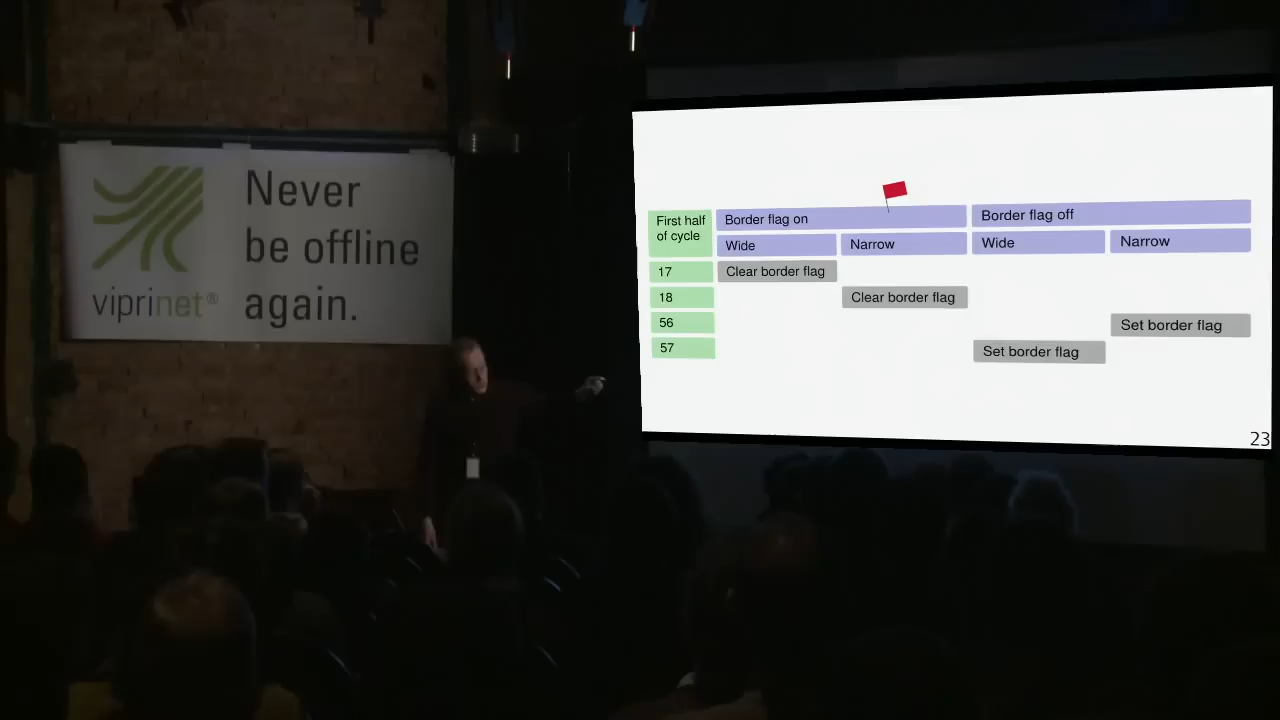 Never
be offline
again.
viprinet®
First half
of cycle
Border flag on
Border flag off
Wide
Narrow
Wide
Narrow
17
Clear border flag
18
Clear border flag
56
Set border flag
57
Set border flag
23